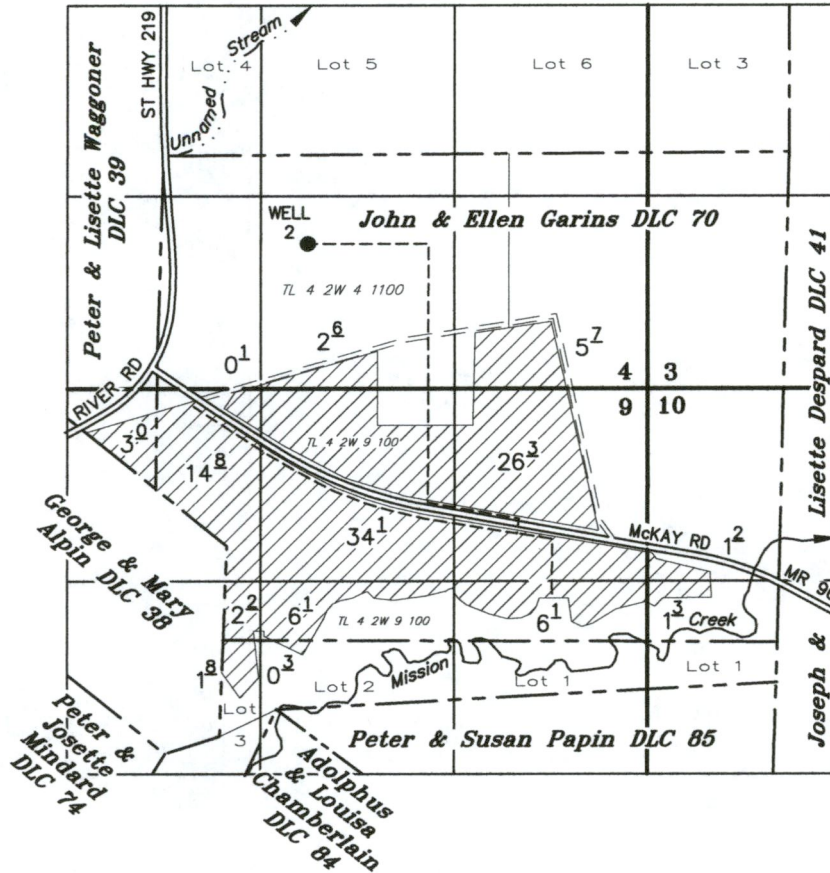 Lot 4
Lot 5
Lot 6
Lot 3
Unnamed Stream
ST HWY 219
Peter & Lisette Waggoner
DLC 39
WELL
2
John & Ellen Garins DLC 70
TL 4 2W 4 1100
Lisette Despard DLC 41
Joseph &
0 1
2 6
5 7
4 3
9 10
RIVER RD
3 0
14 8
TL 4 2W 9 100
26 3
34 1
McKAY RD
1 2
MR 90
George & Mary
Alpin DLC 38
2 2
6 1
TL 4 2W 9 100
6 1
1 3
Creek
1 8
0 3
Lot 2
Mission
Lot 1
Lot 1
Lot
3
Peter & Susan Papin DLC 85
Peter &
Josette
Mindard
DLC 74
Adolphus
& Louisa
Chamberlain
DLC 84